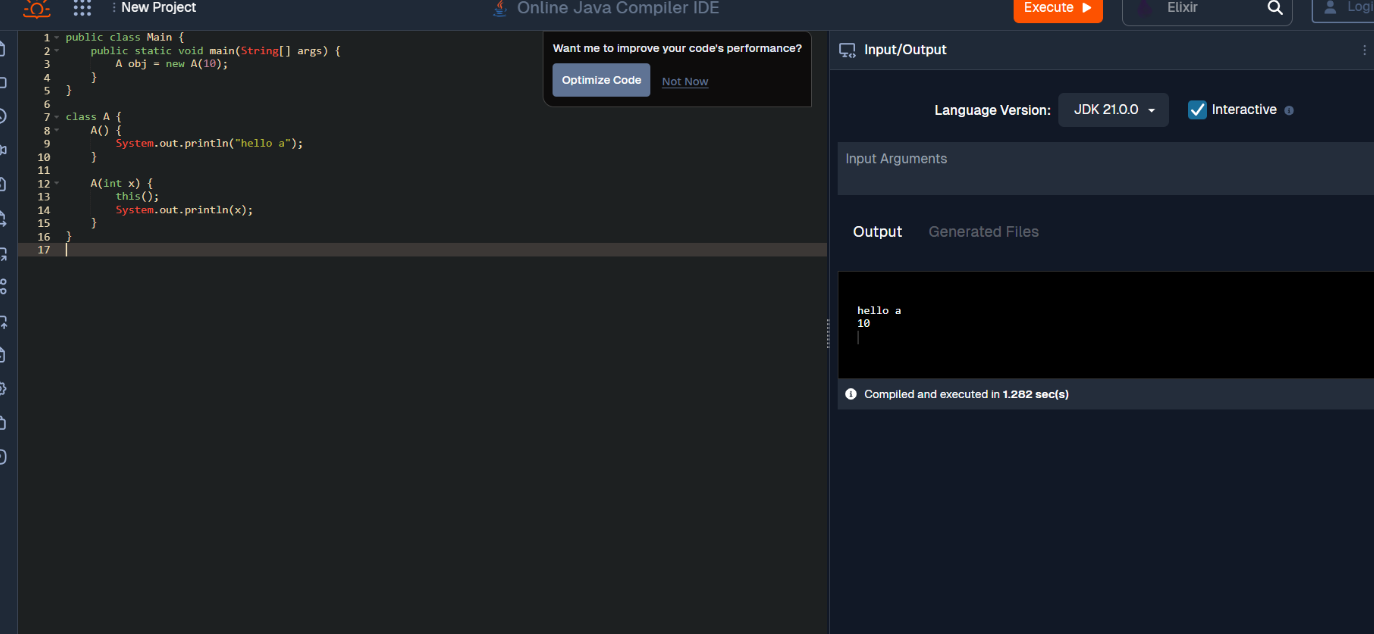 New Project
Online Java Compiler IDE
Execute
Elixir
1 public class Main {
2     public static void main(String[] args) {
3         A obj = new A(10);
4     }
5 }
6
7 class A {
8     A() {
9         System.out.println("hello a");
10     }
11
12     A(int x) {
13         this();
14         System.out.println(x);
15     }
16 }
17
Want me to improve your code's performance?
Optimize Code
Not Now
Input/Output
Language Version:
JDK 21.0.0
Interactive
Input Arguments
Output
Generated Files
hello a
10
Compiled and executed in 1.282 sec(s)